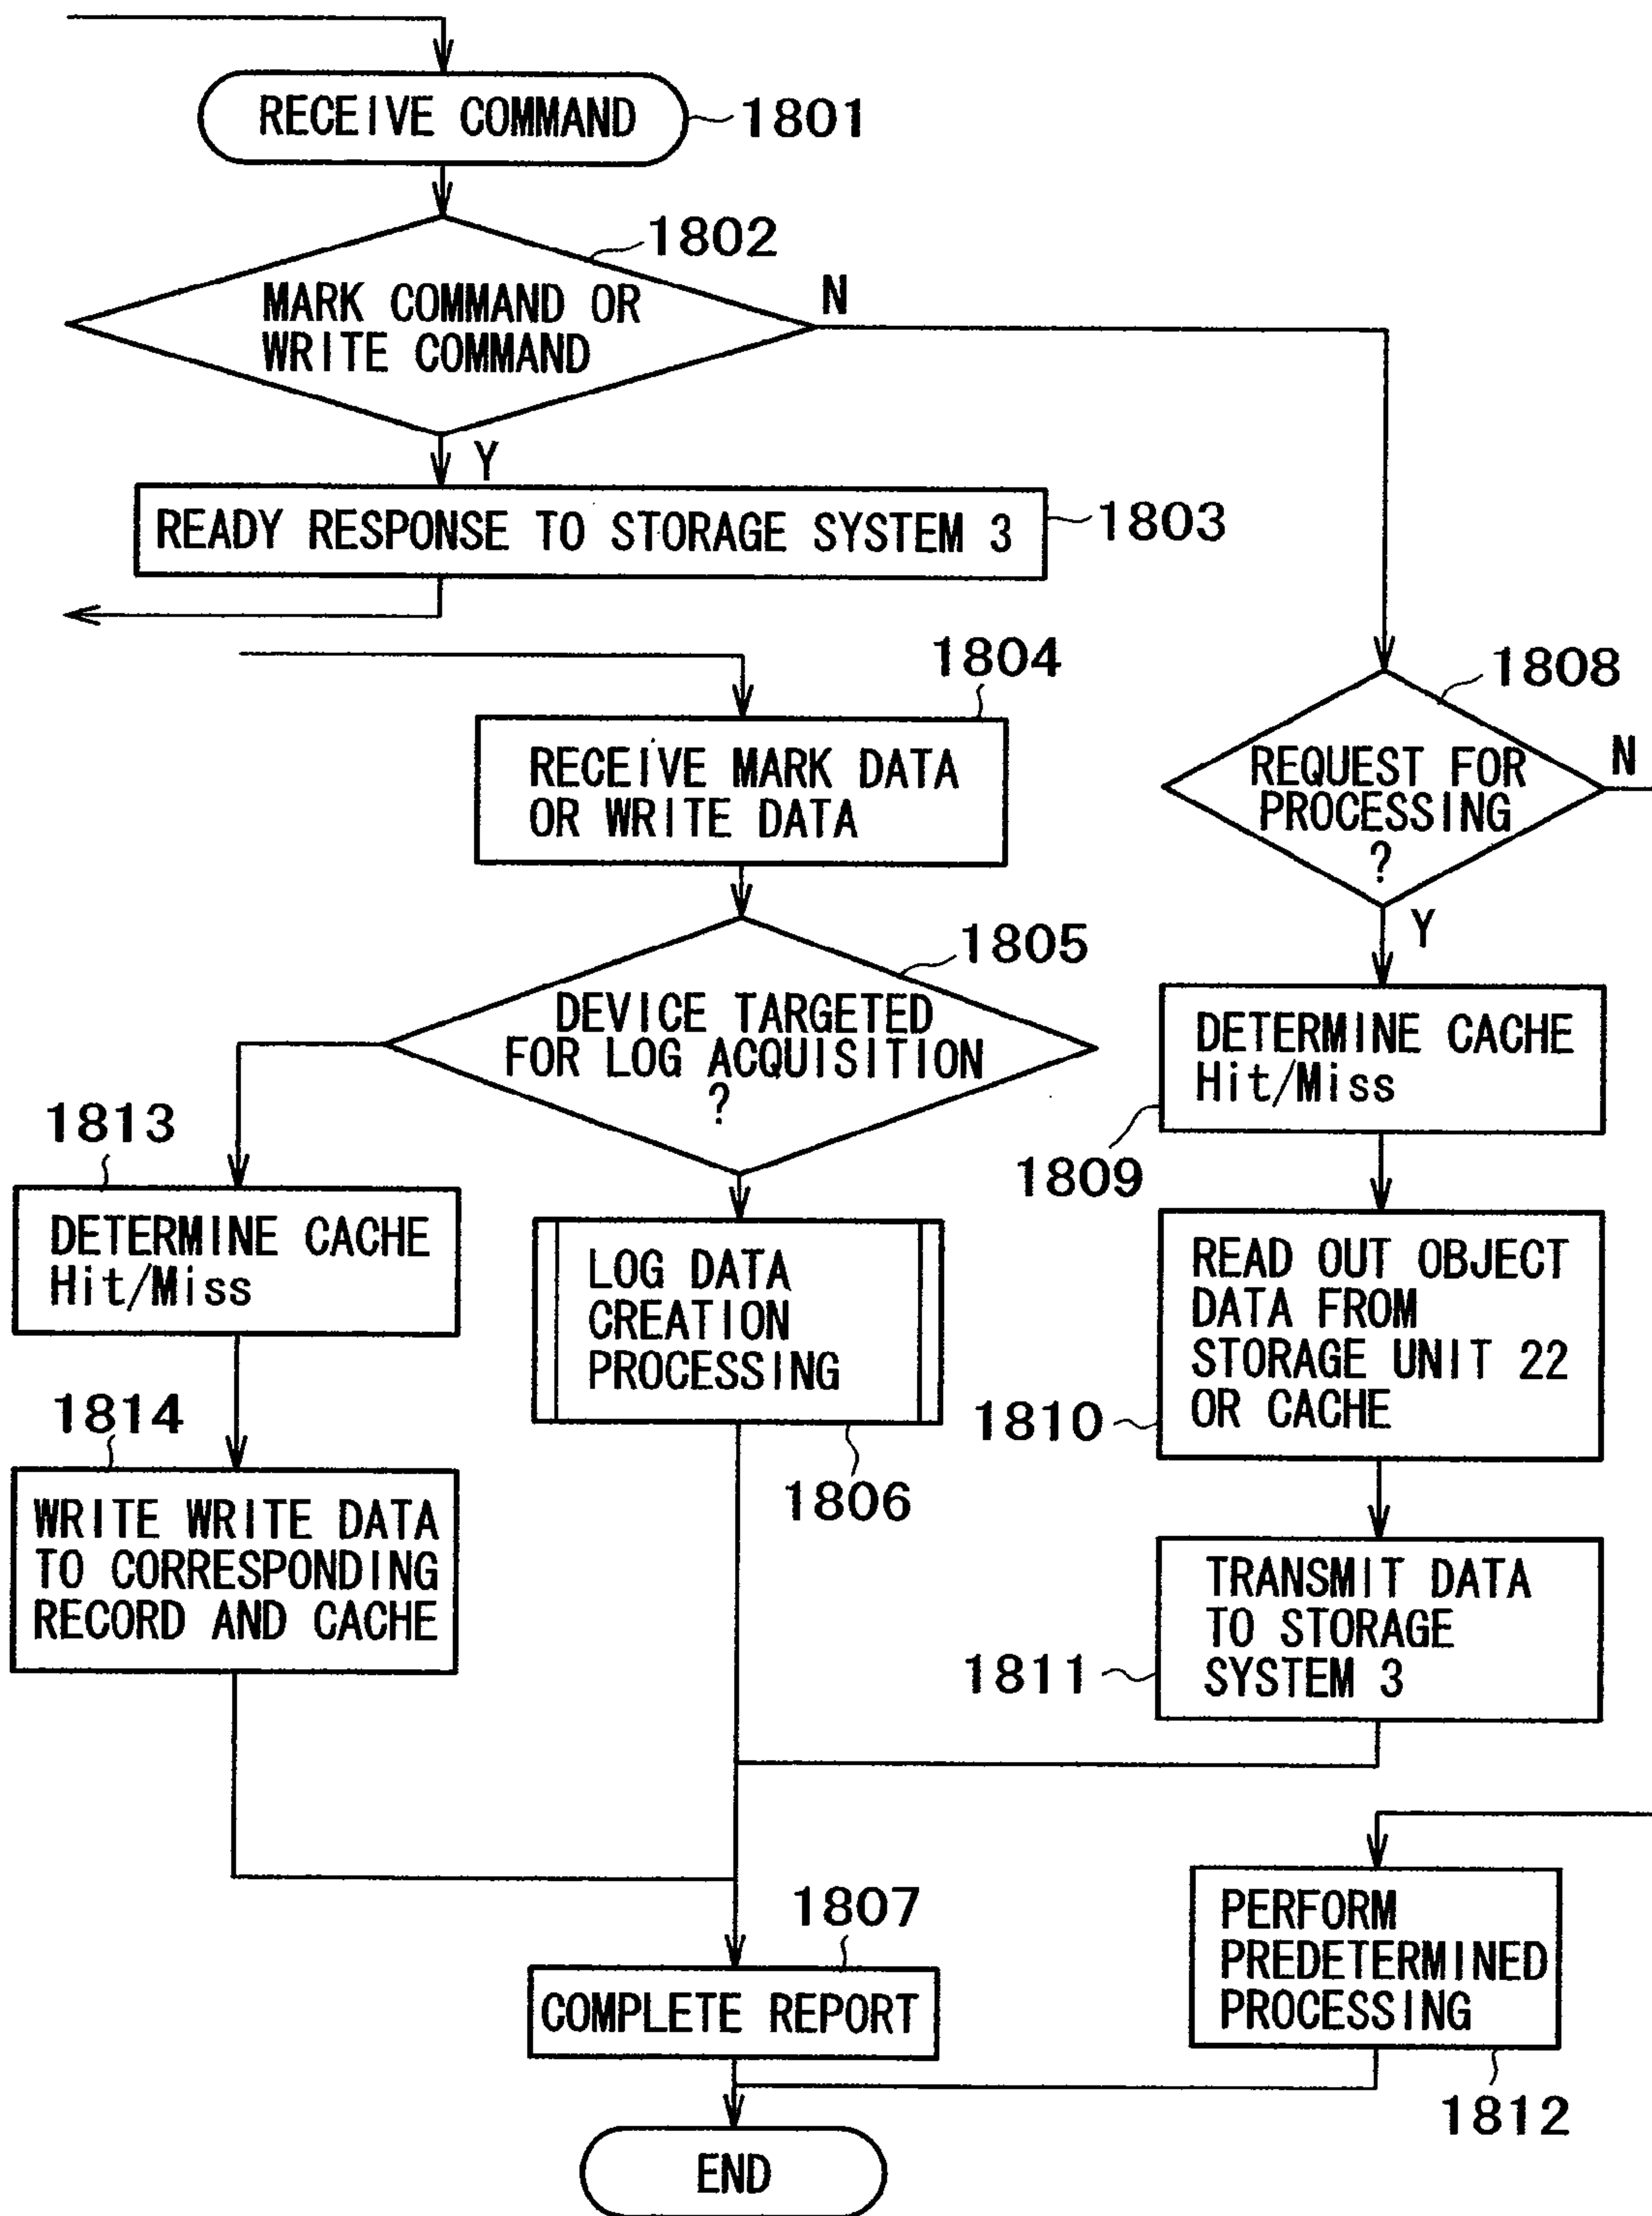 RECEIVE COMMAND
1801
1802
MARK COMMAND OR
WRITE COMMAND
N
Y
READY RESPONSE TO STORAGE SYSTEM 3
1803
1804
RECEIVE MARK DATA
OR WRITE DATA
1805
DEVICE TARGETED
FOR LOG ACQUISITION
?
1808
REQUEST FOR
PROCESSING
?
N
Y
DETERMINE CACHE
Hit/Miss
1809
1813
DETERMINE CACHE
Hit/Miss
LOG DATA
CREATION
PROCESSING
1806
READ OUT OBJECT
DATA FROM
STORAGE UNIT 22
OR CACHE
1810
1814
WRITE WRITE DATA
TO CORRESPONDING
RECORD AND CACHE
TRANSMIT DATA
TO STORAGE
SYSTEM 3
1811
1807
COMPLETE REPORT
PERFORM
PREDETERMINED
PROCESSING
1812
END